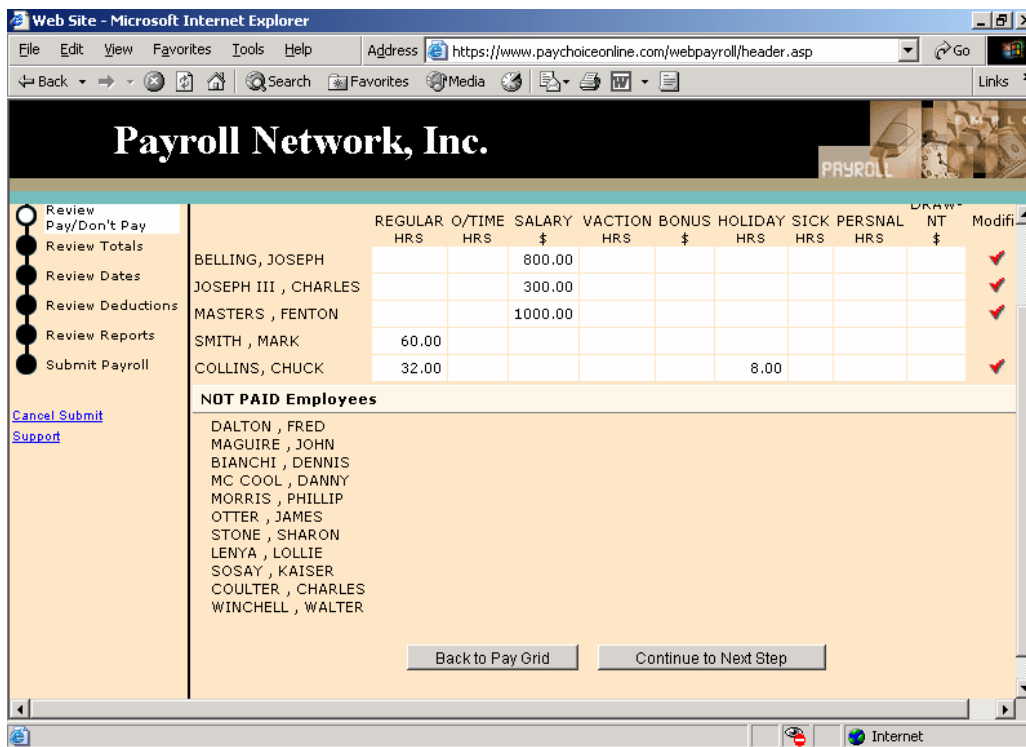 Web Site - Microsoft Internet Explorer
File Edit View Favorites Tools Help Address https://www.paychoiceonline.com/webpayroll/header.asp Go
Back Search Favorites Media Links
Payroll Network, Inc.
PAYROLL
EMPLO
Review
Pay/Don't Pay
Review Totals
Review Dates
Review Deductions
Review Reports
Submit Payroll
Cancel Submit
Support
DRAW-
REGULAR O/TIME SALARY VACTION BONUS HOLIDAY SICK PERSNAL NT Modifi
HRS HRS $ HRS $ HRS HRS HRS $
BELLING, JOSEPH 800.00
JOSEPH III , CHARLES 300.00
MASTERS , FENTON 1000.00
SMITH , MARK 60.00
COLLINS, CHUCK 32.00 8.00
NOT PAID Employees
DALTON , FRED
MAGUIRE , JOHN
BIANCHI , DENNIS
MC COOL , DANNY
MORRIS , PHILLIP
OTTER , JAMES
STONE , SHARON
LENYA , LOLLIE
SOSAY , KAISER
COULTER , CHARLES
WINCHELL , WALTER
Back to Pay Grid Continue to Next Step
Internet